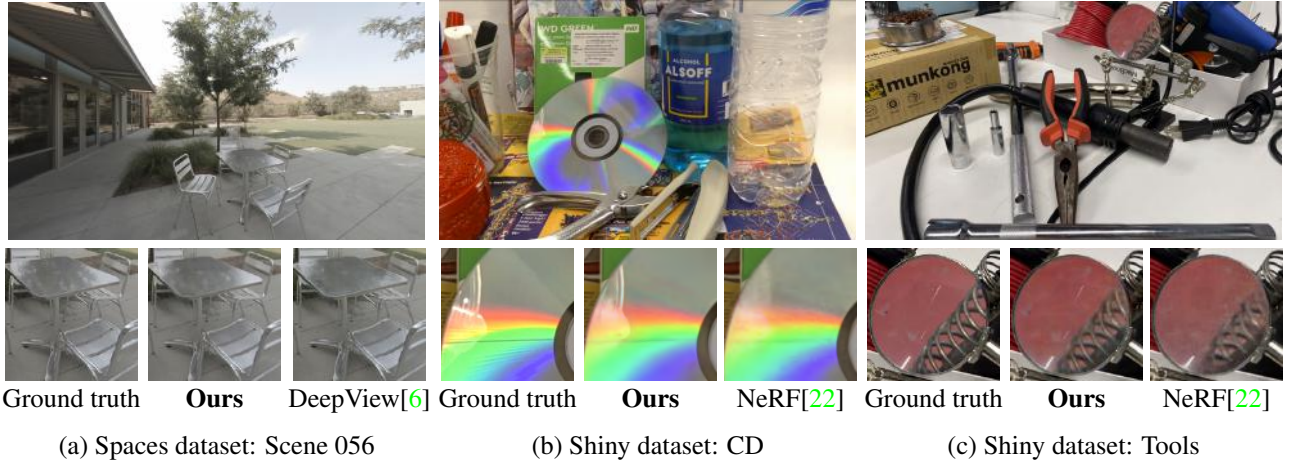 WD GREEN
ALCOHOL
ALSOFF
munkong
Ground truth Ours DeepView[6] Ground truth Ours NeRF[22] Ground truth Ours NeRF[22]
(a) Spaces dataset: Scene 056 (b) Shiny dataset: CD (c) Shiny dataset: Tools